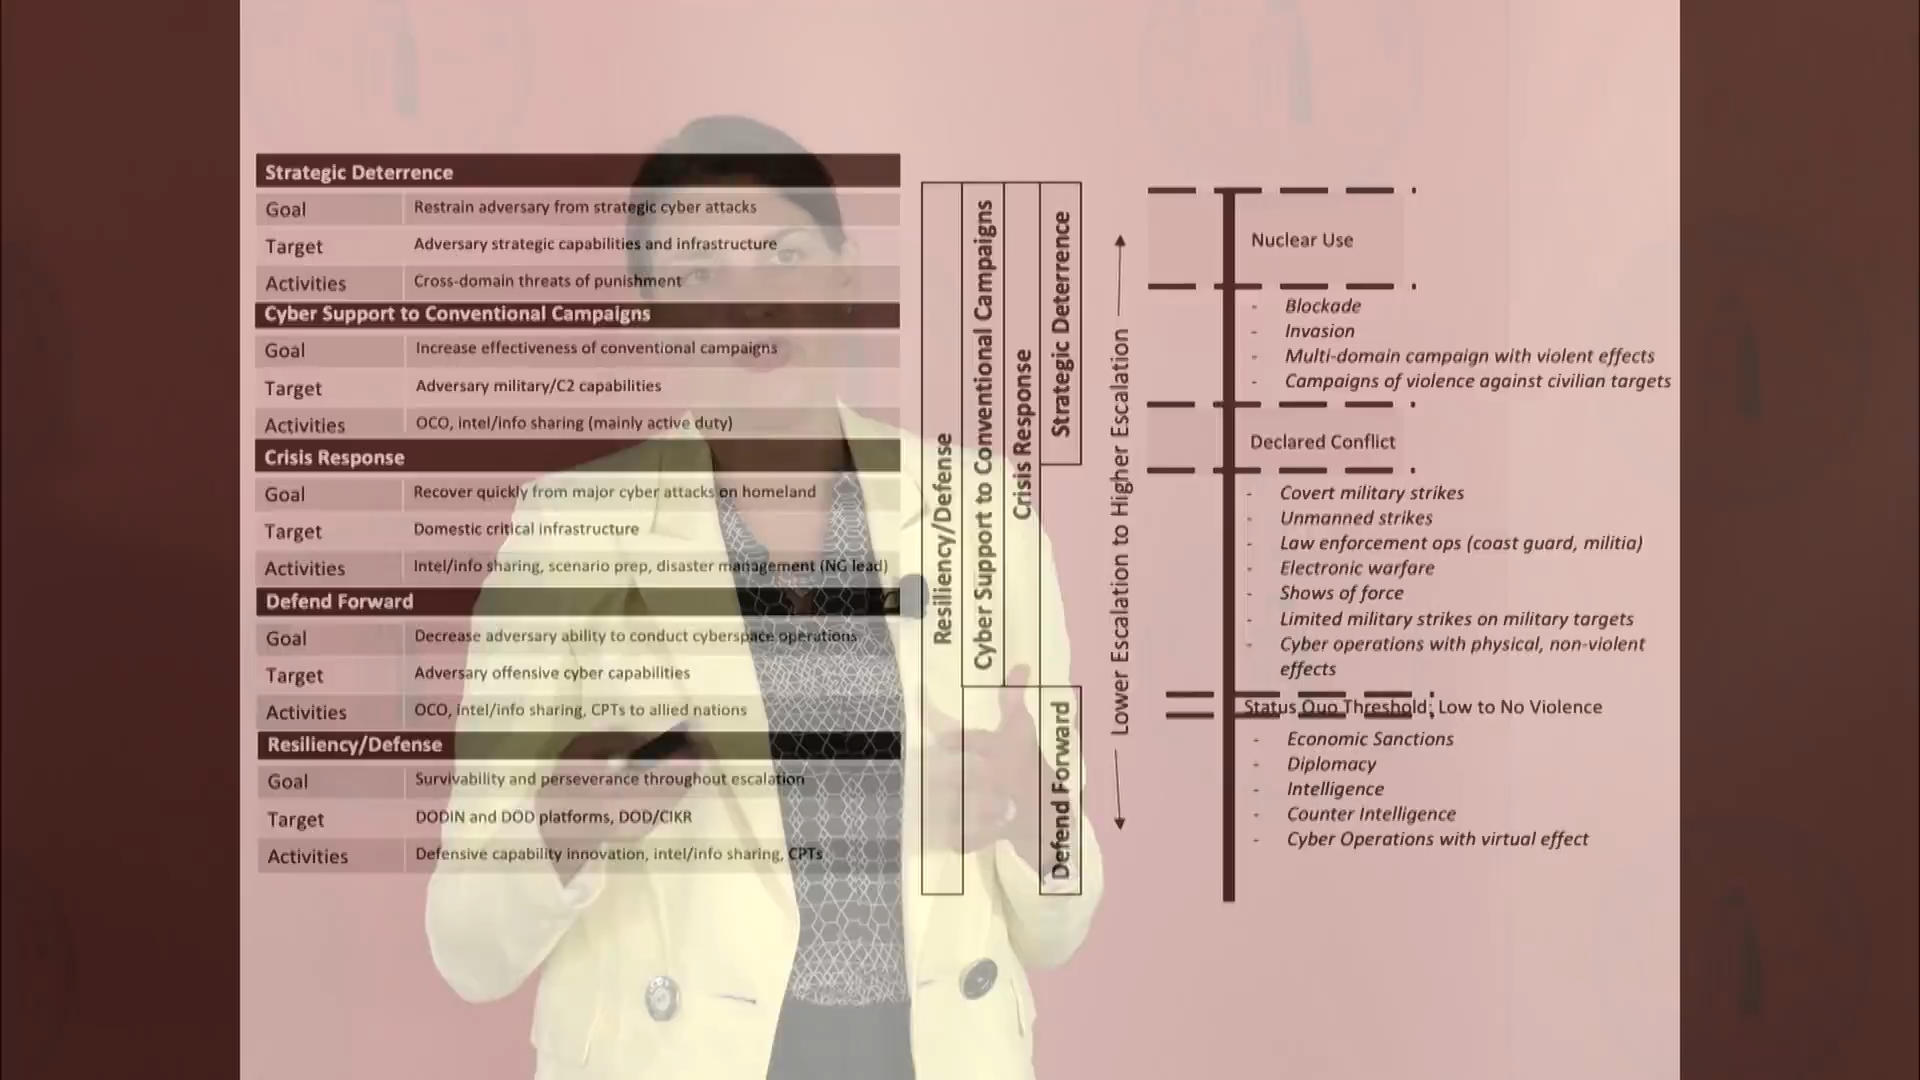 Strategic Deterrence
Goal Restrain adversary from strategic cyber attacks
Target Adversary strategic capabilities and infrastructure
Activities Cross-domain threats of punishment
Cyber Support to Conventional Campaigns
Goal Increase effectiveness of conventional campaigns
Target Adversary military/C2 capabilities
Activities OCO, intel/info sharing (mainly active duty)
Crisis Response
Goal Recover quickly from major cyber attacks on homeland
Target Domestic critical infrastructure
Activities Intel/info sharing, scenario prep, disaster management (NG lead)
Defend Forward
Goal Decrease adversary ability to conduct cyberspace operations
Target Adversary offensive cyber capabilities
Activities OCO, intel/info sharing, CPTs to allied nations
Resiliency/Defense
Goal Survivability and perseverance throughout escalation
Target DODIN and DOD platforms, DOD/CIKR
Activities Defensive capability innovation, intel/info sharing, CPTs
Resiliency/Defense
Cyber Support to Conventional Campaigns
Crisis Response
Strategic Deterrence
Defend Forward
Lower Escalation to Higher Escalation
Nuclear Use
- Blockade
- Invasion
- Multi-domain campaign with violent effects
- Campaigns of violence against civilian targets
Declared Conflict
- Covert military strikes
- Unmanned strikes
- Law enforcement ops (coast guard, militia)
- Electronic warfare
- Shows of force
- Limited military strikes on military targets
- Cyber operations with physical, non-violent
effects
Status Quo Threshold; Low to No Violence
- Economic Sanctions
- Diplomacy
- Intelligence
- Counter Intelligence
- Cyber Operations with virtual effect